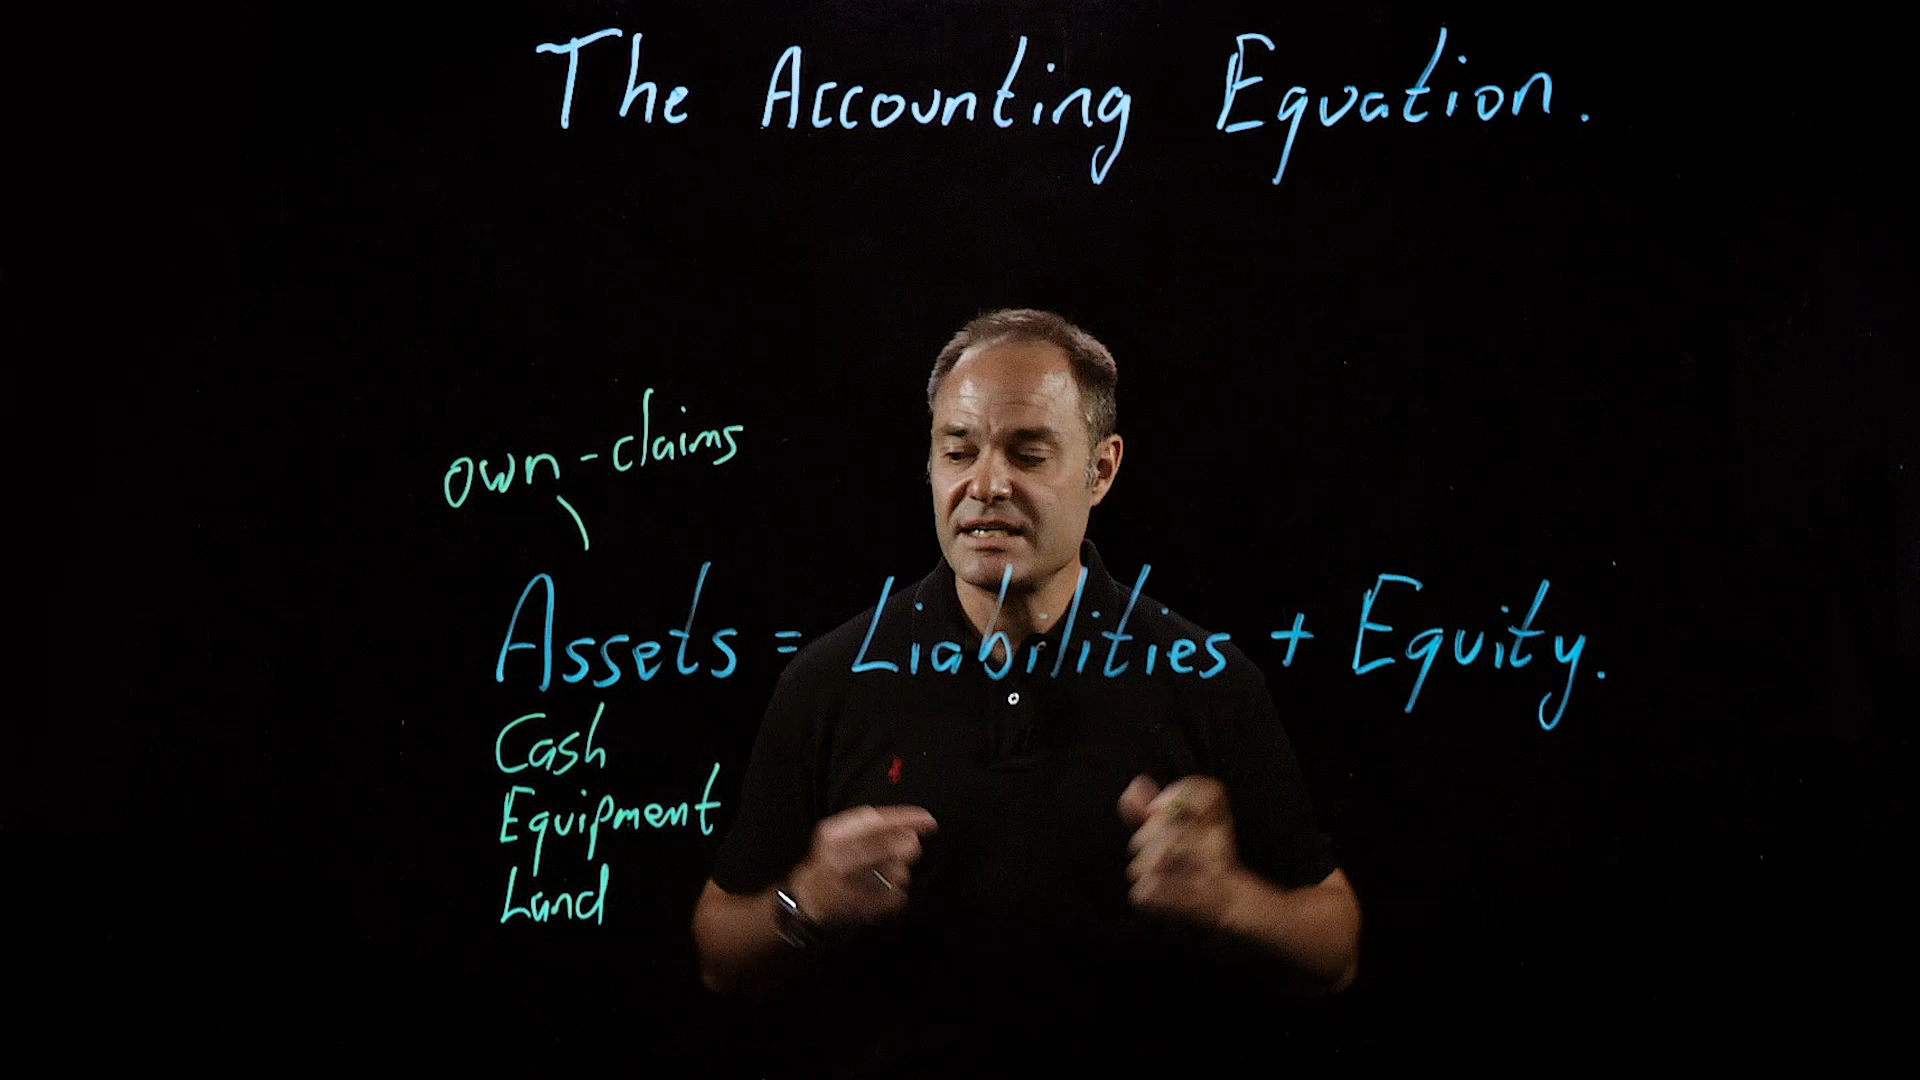 The Accounting Equation.
own-claims
Assets = Liabilities + Equity.
Cash
Equipment
Land